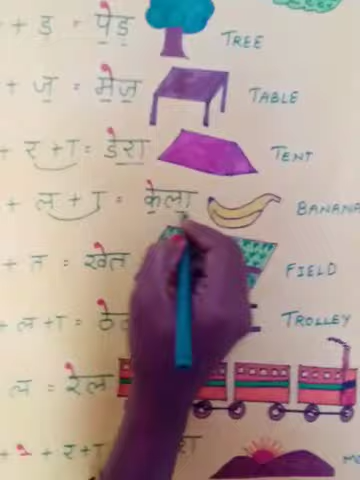 + ड़ = पेड़ TREE
+ ज़ = मेज़ TABLE
+ र + ा = डेरा TENT
+ ल + ा = केला BANANA
+ त = खेत FIELD
+ ल + ा = TROLLEY
ल = रेल
+ र + ा